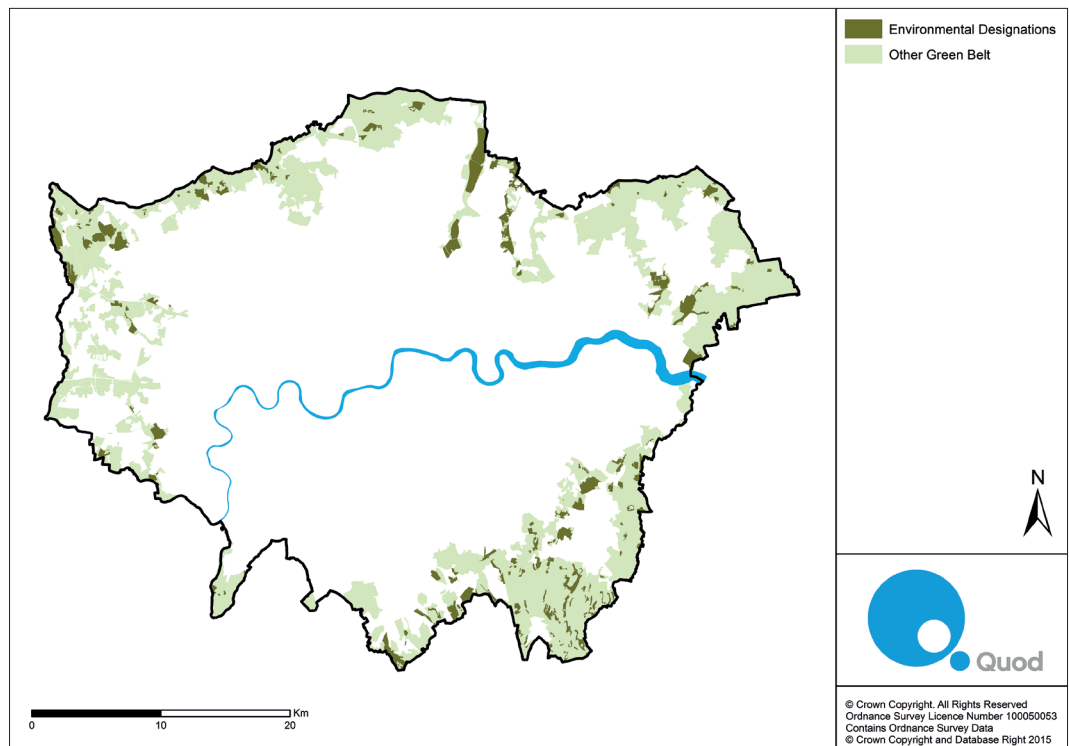 Environmental Designations
Other Green Belt
N
Quod
Km
0 10 20
© Crown Copyright. All Rights Reserved
Ordnance Survey Licence Number 100050053
Contains Ordnance Survey Data
© Crown Copyright and Database Right 2015